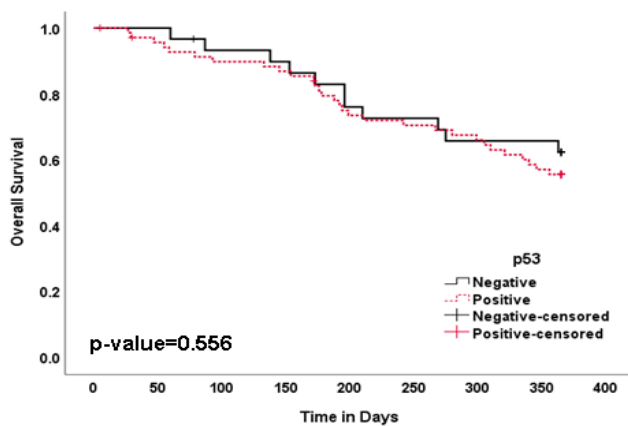 1.0
0.8
0.6
0.4
0.2
0.0
Overall Survival
p53
Negative
Positive
Negative-censored
Positive-censored
p-value=0.556
0 50 100 150 200 250 300 350 400
Time in Days